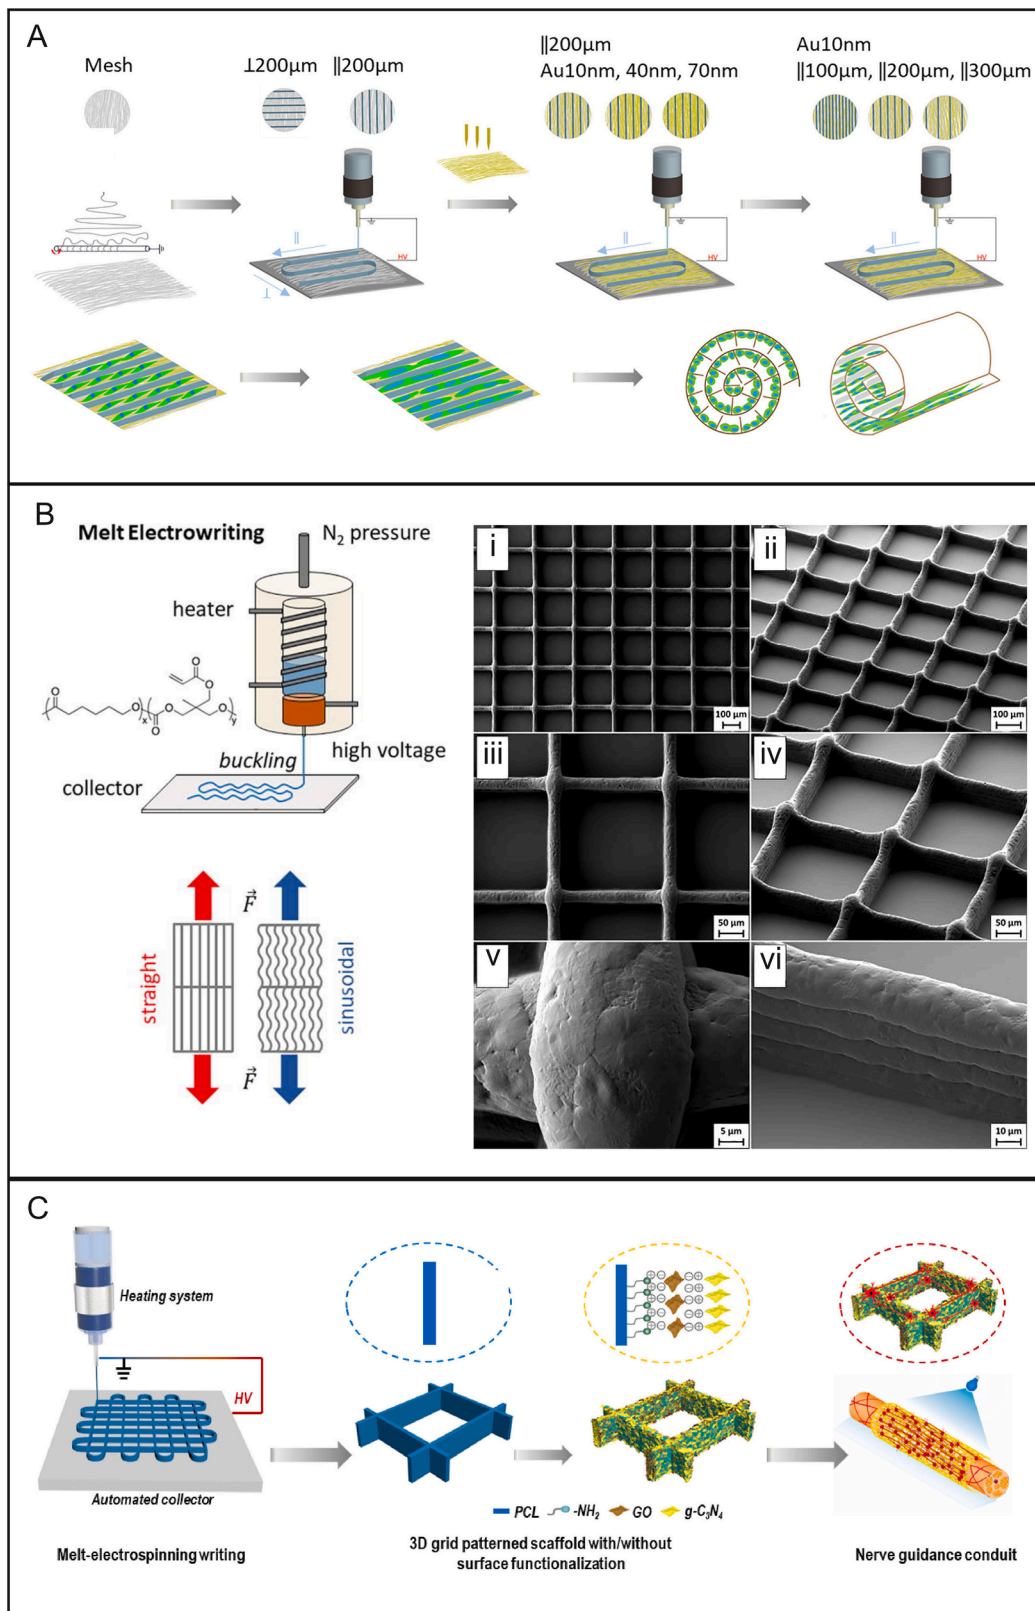 A
Mesh
⊥200μm ‖200μm
‖200μm
Au10nm, 40nm, 70nm
Au10nm
‖100μm, ‖200μm, ‖300μm
‖
⊥
HV
‖
HV
‖
HV
B
Melt Electrowriting
N2 pressure
heater
O
O
O
O
O
O
O
x
y
high voltage
buckling
collector
F
straight
sinusoidal
F
i
100 μm
ii
100 μm
iii
50 μm
iv
50 μm
v
5 μm
vi
10 μm
C
Heating system
HV
Automated collector
PCL -NH2 GO g-C3N4
Melt-electrospinning writing
3D grid patterned scaffold with/without
surface functionalization
Nerve guidance conduit